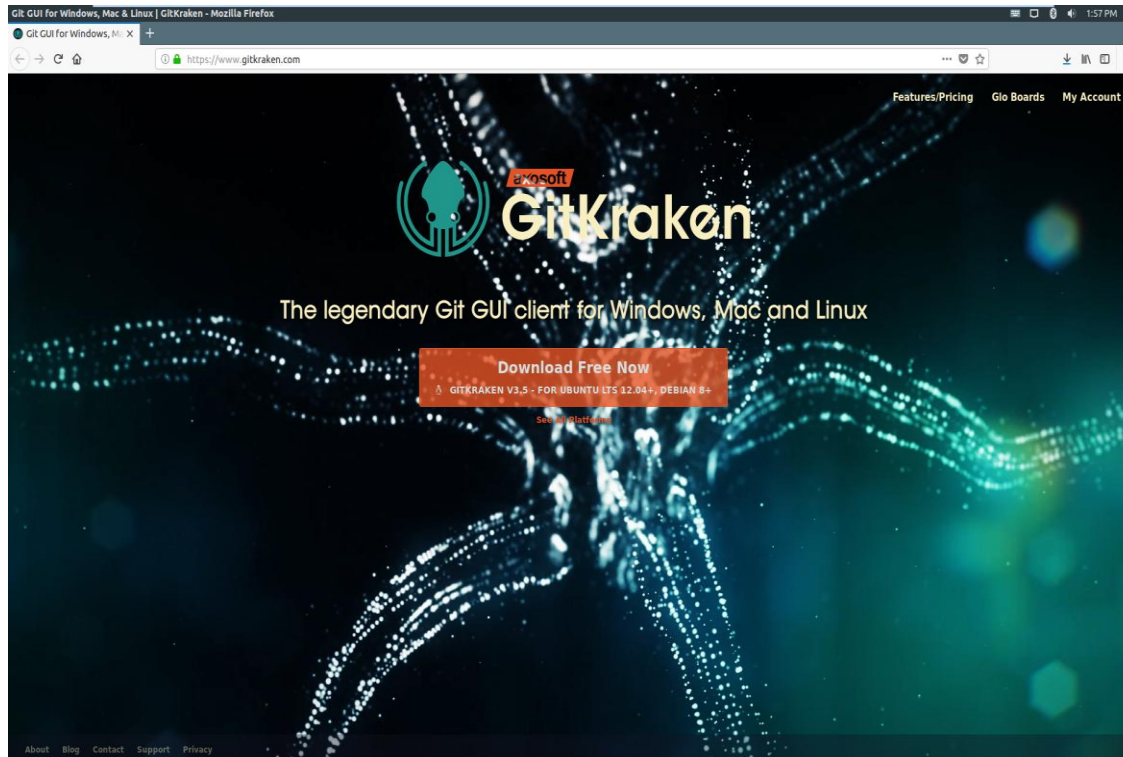 Git GUI for Windows, Mac & Linux | GitKraken - Mozilla Firefox
1:57 PM
Git GUI for Windows, Ma
https://www.gitkraken.com
Features/Pricing Glo Boards My Account
axosoft
GitKraken
The legendary Git GUI client for Windows, Mac and Linux
Download Free Now
GITKRAKEN V3.5 - FOR UBUNTU LTS 12.04+, DEBIAN 8+
See All Platforms
About Blog Contact Support Privacy